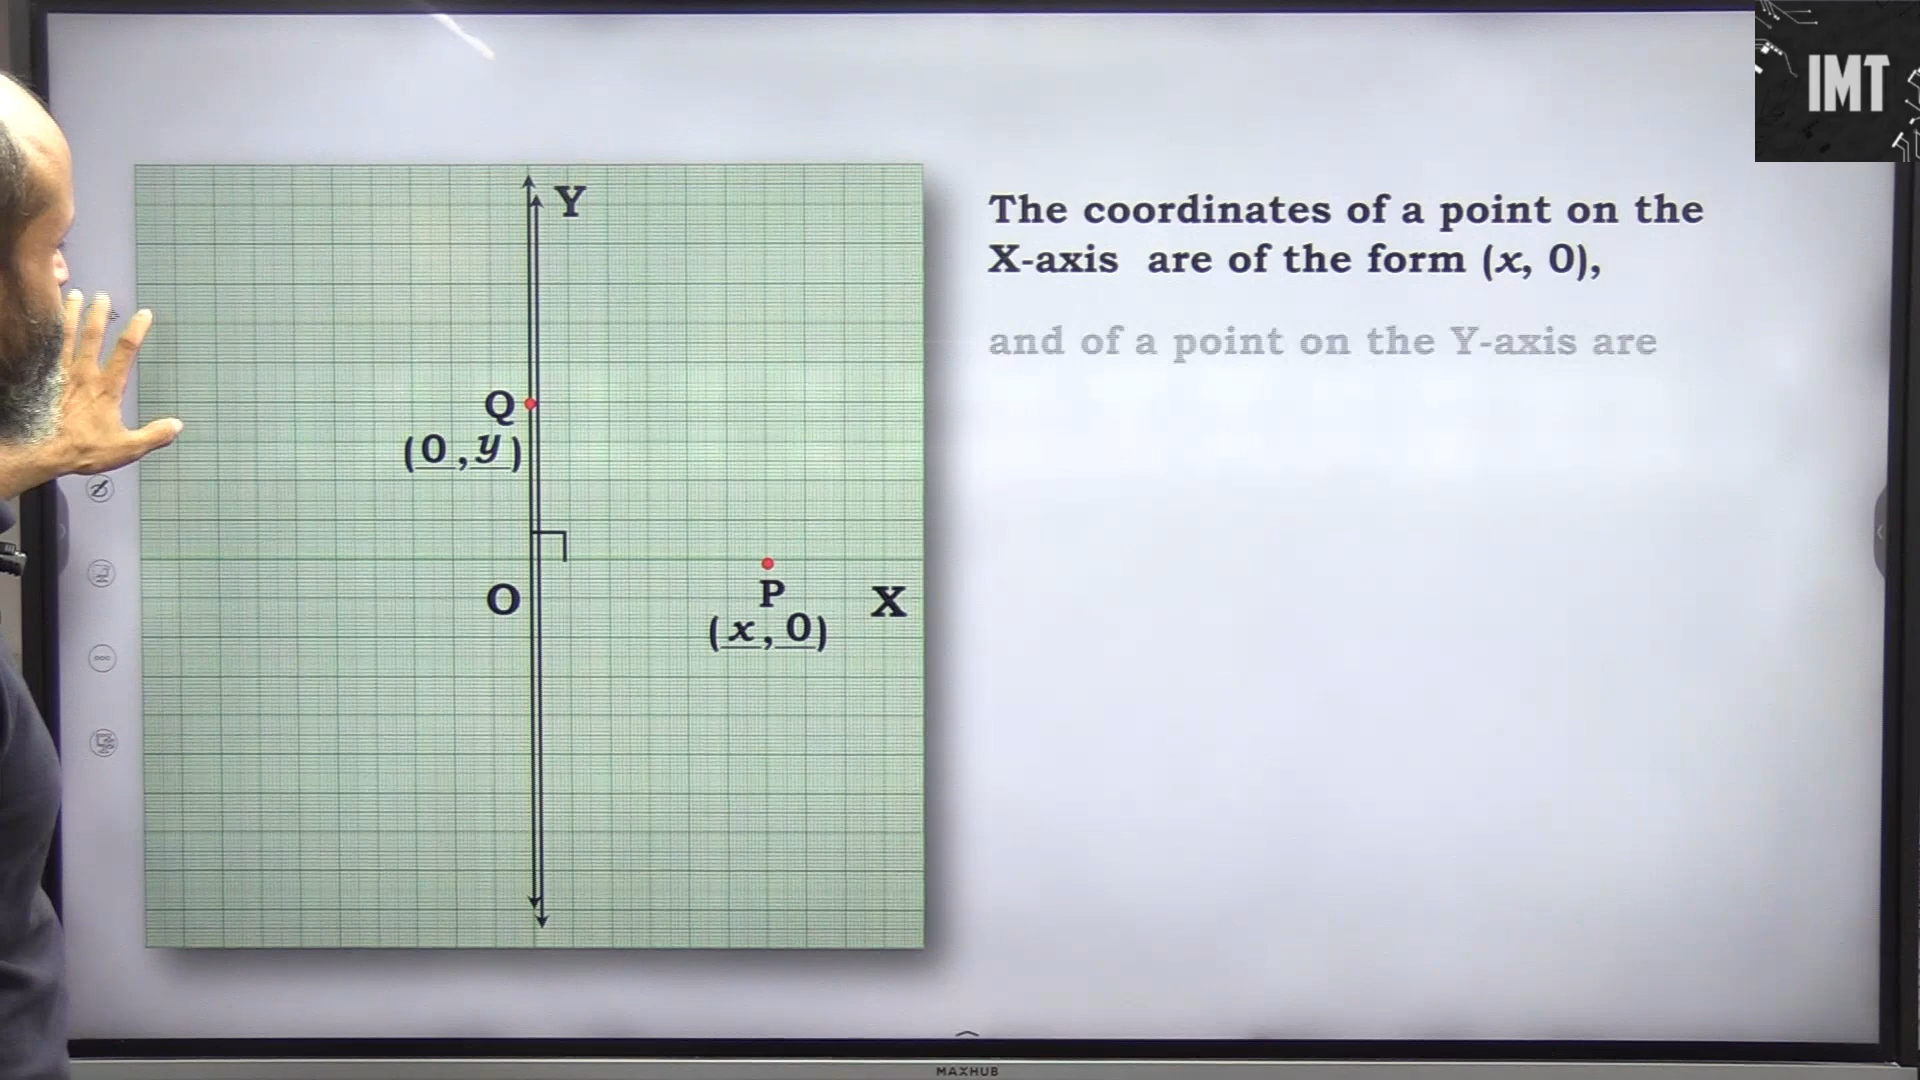 IMT
Y
Q
(0, y)
O
P
(x, 0)
X
The coordinates of a point on the
X-axis are of the form (x, 0),
and of a point on the Y-axis are
MAXHUB